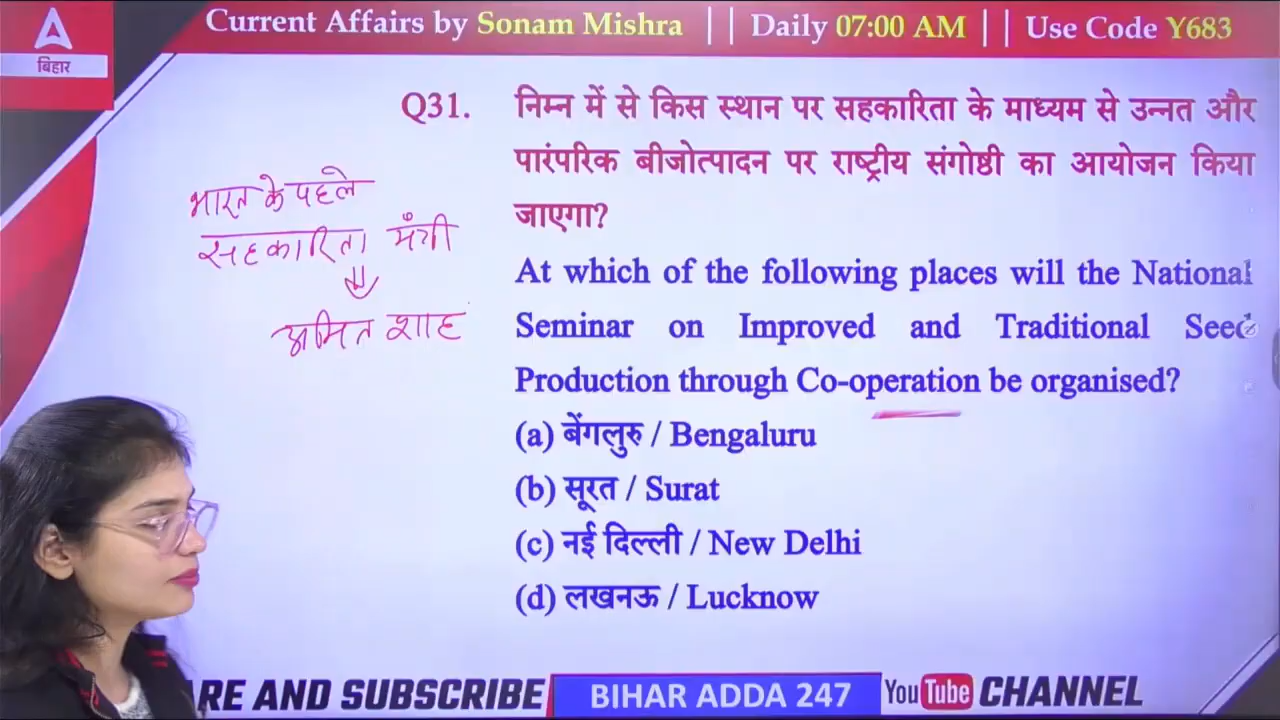 Current Affairs by Sonam Mishra || Daily 07:00 AM || Use Code Y683
बिहार
Q31. निम्न में से किस स्थान पर सहकारिता के माध्यम से उन्नत और
पारंपरिक बीजोत्पादन पर राष्ट्रीय संगोष्ठी का आयोजन किया
जाएगा?
भारत के पहले
सहकारिता मंत्री
अमित शाह
At which of the following places will the National
Seminar on Improved and Traditional Seed
Production through Co-operation be organised?
(a) बेंगलुरु / Bengaluru
(b) सूरत / Surat
(c) नई दिल्ली / New Delhi
(d) लखनऊ / Lucknow
ARE AND SUBSCRIBE BIHAR ADDA 247 YouTube CHANNEL